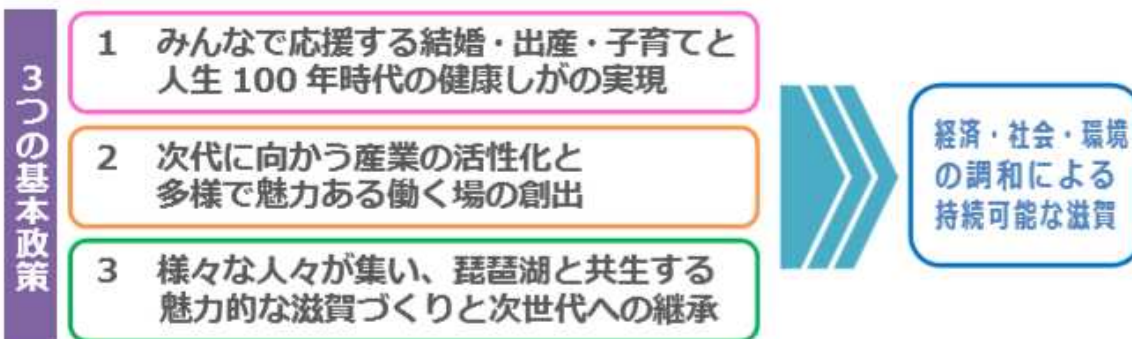 3つの基本政策
1 みんなで応援する結婚・出産・子育てと
人生 100 年時代の健康しがの実現
2 次代に向かう産業の活性化と
多様で魅力ある働く場の創出
3 様々な人々が集い、琵琶湖と共生する
魅力的な滋賀づくりと次世代への継承
経済・社会・環境
の調和による
持続可能な滋賀